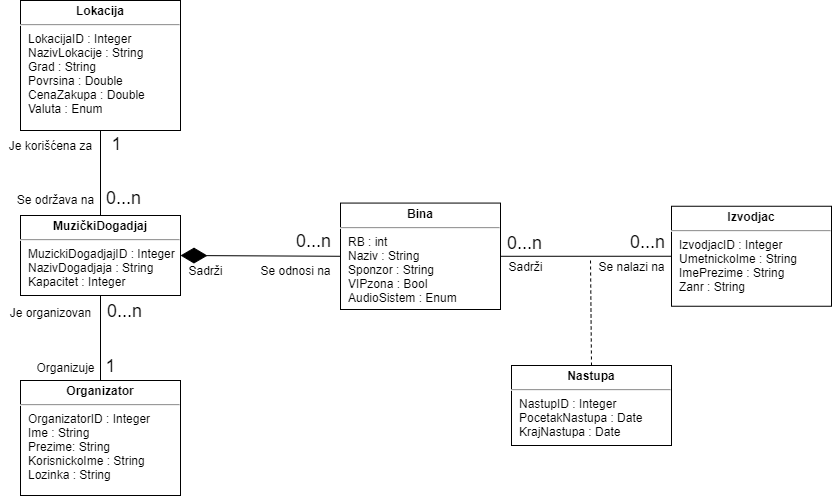 Lokacija
LokacijaID : Integer
NazivLokacije : String
Grad : String
Povrsina : Double
CenaZakupa : Double
Valuta : Enum
Je korišćena za
1
Se održava na
0...n
MuzičkiDogadjaj
MuzickiDogadjajID : Integer
NazivDogadjaja : String
Kapacitet : Integer
Sadrži
0...n
Se odnosi na
Bina
RB : int
Naziv : String
Sponzor : String
VIPzona : Bool
AudioSistem : Enum
0...n
Sadrži
0...n
Se nalazi na
Izvodjac
IzvodjacID : Integer
UmetnickoIme : String
ImePrezime : String
Zanr : String
Je organizovan
0...n
Organizuje
1
Organizator
OrganizatorID : Integer
Ime : String
Prezime: String
KorisnickoIme : String
Lozinka : String
Nastupa
NastupID : Integer
PocetakNastupa : Date
KrajNastupa : Date